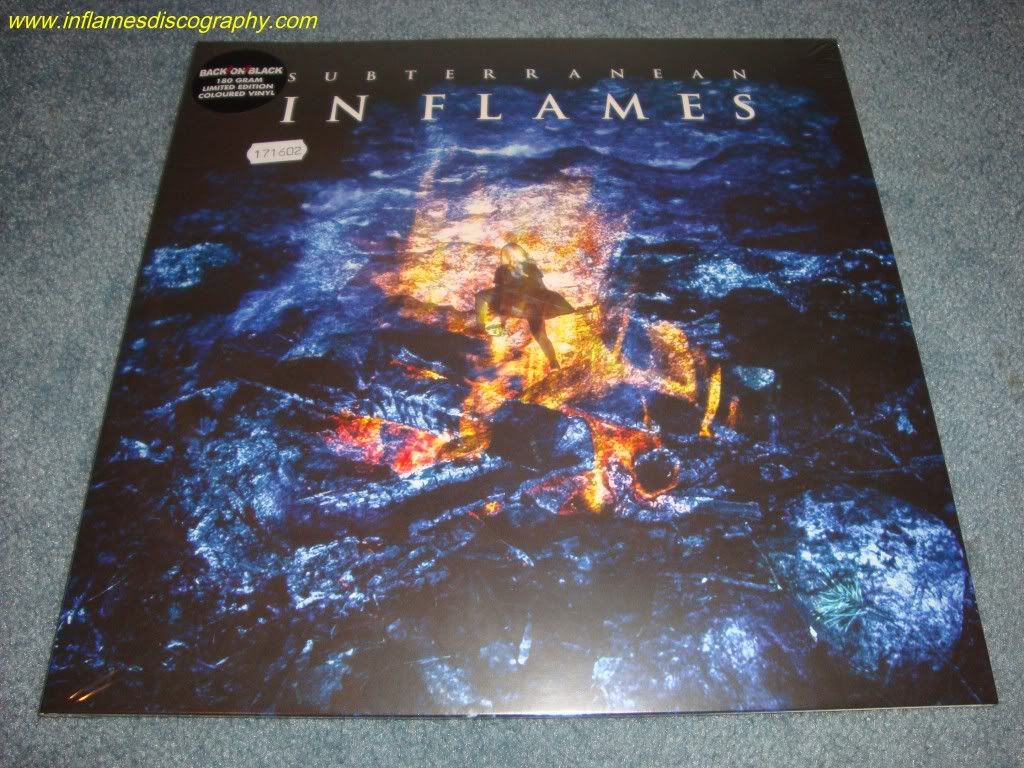 www.inflamesdiscography.com
BACK ON BLACK
180 GRAM
LIMITED EDITION
COLOURED VINYL
SUBTERRANEAN
IN FLAMES
171602